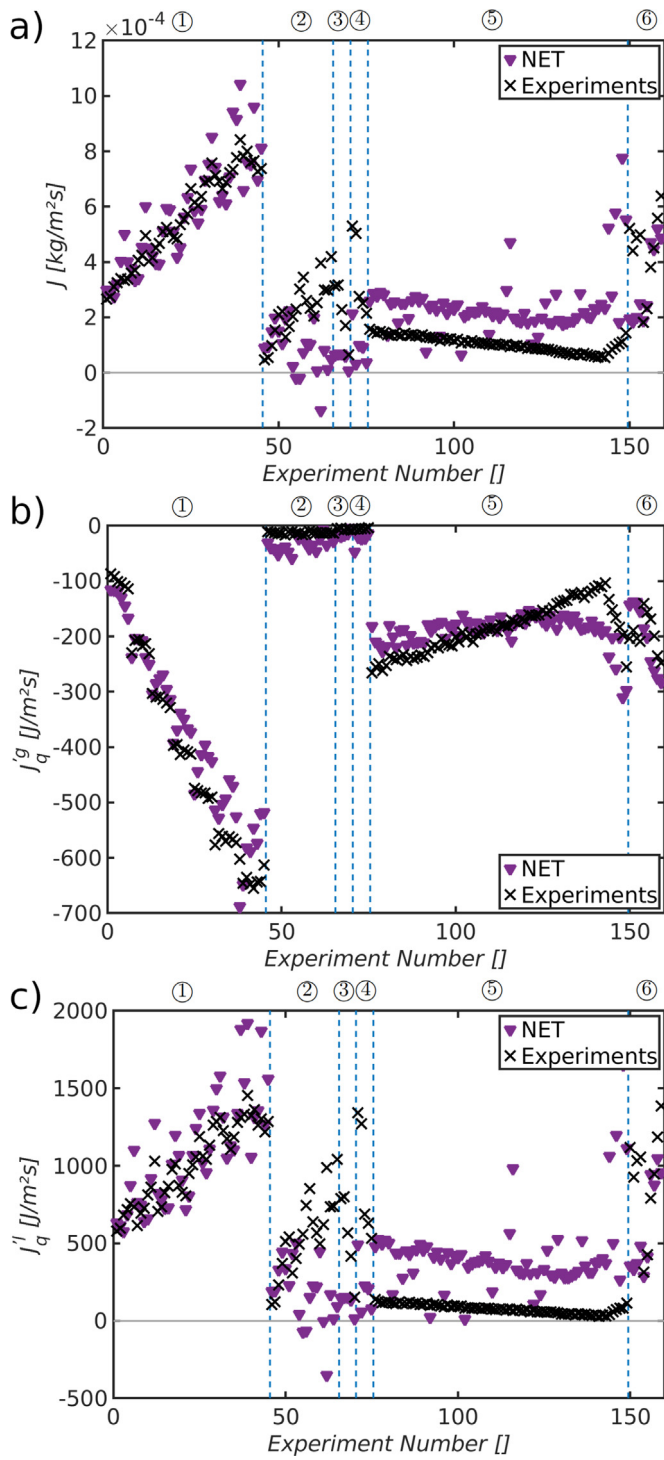 a)
×10⁻⁴
① ② ③ ④ ⑤ ⑥
12
10
8
6
4
2
0
-2
J [kg/m²s]
NET
Experiments
0 50 100 150
Experiment Number []
b)
① ② ③ ④ ⑤ ⑥
0
-100
-200
-300
-400
-500
-600
-700
J'_q^g [J/m²s]
NET
Experiments
0 50 100 150
Experiment Number []
c)
① ② ③ ④ ⑤ ⑥
2000
1500
1000
500
0
-500
J'_q^l [J/m²s]
NET
Experiments
0 50 100 150
Experiment Number []